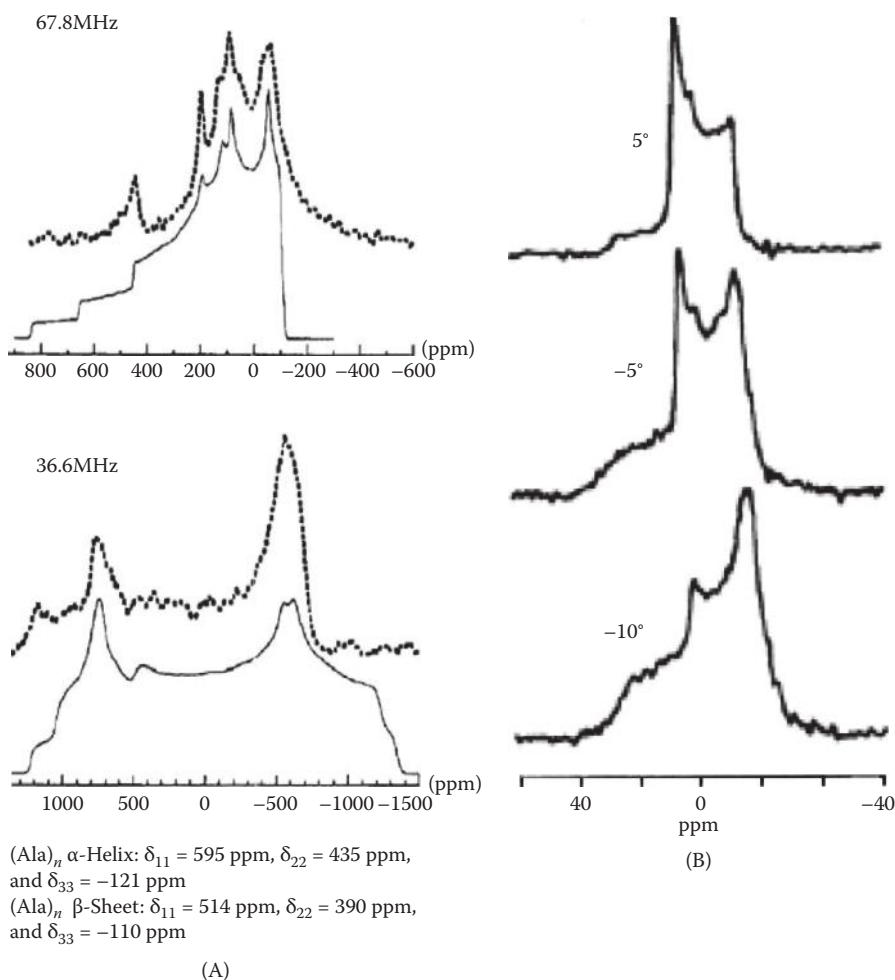 67.8MHz
(ppm)
800 600 400 200 0 −200 −400 −600
36.6MHz
(ppm)
1000 500 0 −500 −1000 −1500
(Ala)n α-Helix: δ11 = 595 ppm, δ22 = 435 ppm,
and δ33 = −121 ppm
(Ala)n β-Sheet: δ11 = 514 ppm, δ22 = 390 ppm,
and δ33 = −110 ppm
(A)
5°
−5°
−10°
40 0 −40
ppm
(B)